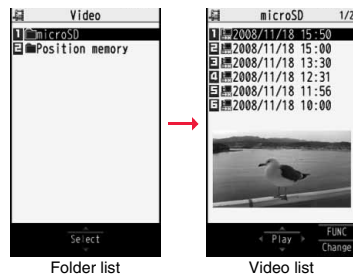 Video
1 microSD
2 Position memory
Select
Folder list
microSD 1/2
1 2008/11/18 15:50
2 2008/11/18 15:00
3 2008/11/18 13:30
4 2008/11/18 12:31
5 2008/11/18 11:56
6 2008/11/18 10:00
Play
FUNC
Change
Video list